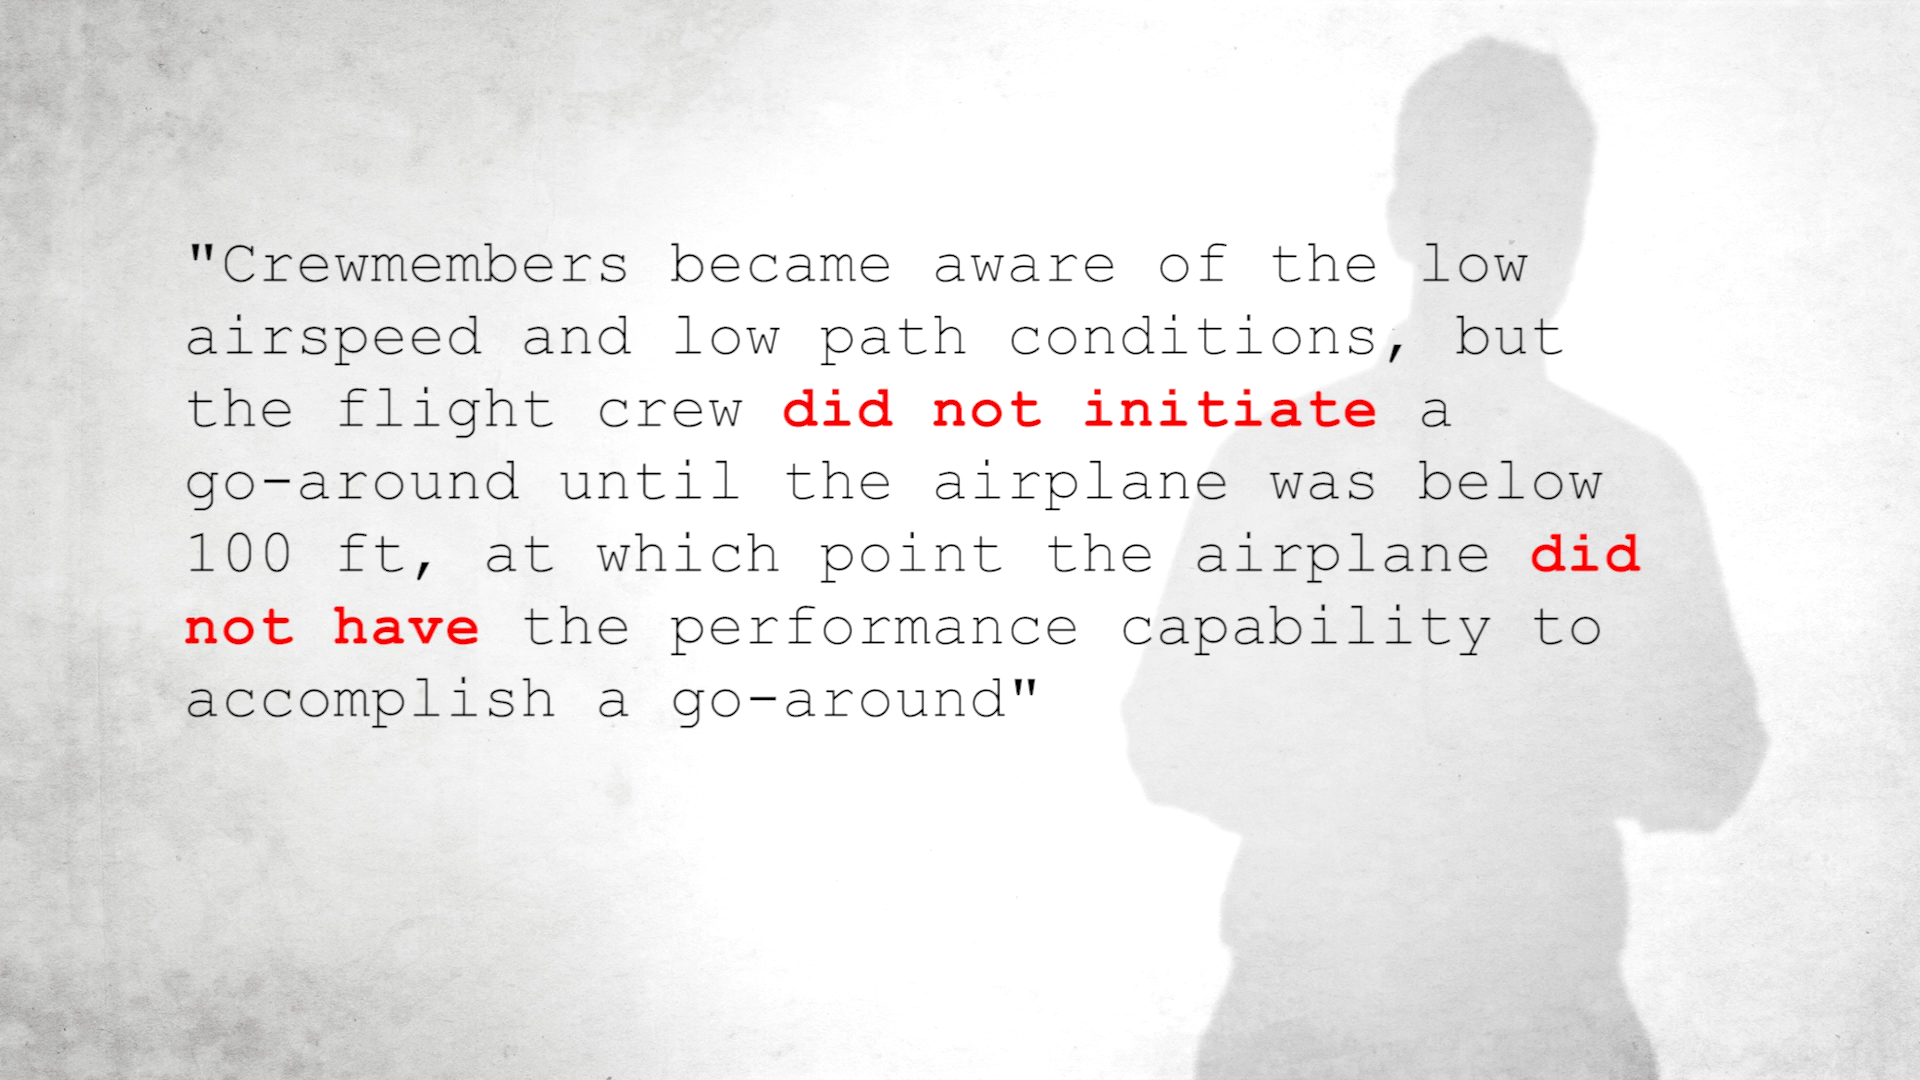 "Crewmembers became aware of the low
airspeed and low path conditions, but
the flight crew did not initiate a
go-around until the airplane was below
100 ft, at which point the airplane did
not have the performance capability to
accomplish a go-around"